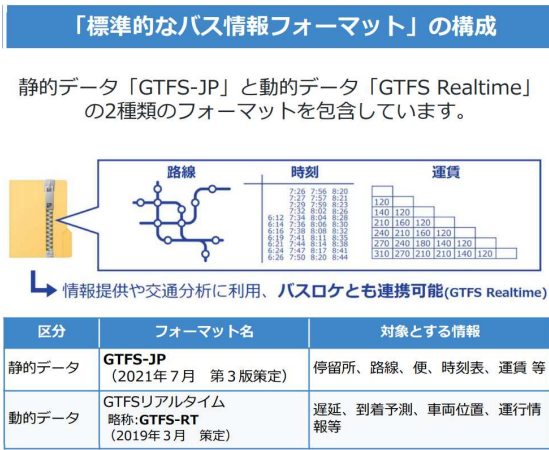 「標準的なバス情報フォーマット」の構成
静的データ「GTFS-JP」と動的データ「GTFS Realtime」
の2種類のフォーマットを包含しています。
路線
時刻
7:26 7:56 8:20
7:27 7:57 8:21
7:29 7:59 8:23
7:32 8:02 8:26
6:12 7:34 8:04 8:28
6:14 7:36 8:06 8:30
6:16 7:38 8:08 8:32
6:19 7:41 8:11 8:35
6:21 7:44 8:14 8:38
6:24 7:47 8:17 8:41
6:26 7:50 8:20 8:44
運賃
120
140 120
210 160 120
240 210 160 120
270 240 180 140 120
310 270 210 210 140 120
情報提供や交通分析に利用、バスロケとも連携可能(GTFS Realtime)
区分 フォーマット名 対象とする情報
静的データ
GTFS-JP
（2021年７月　第３版策定）
停留所、路線、便、時刻表、運賃 等
動的データ
GTFSリアルタイム
略称:GTFS-RT
（2019年３月　策定）
遅延、到着予測、車両位置、運行情
報等